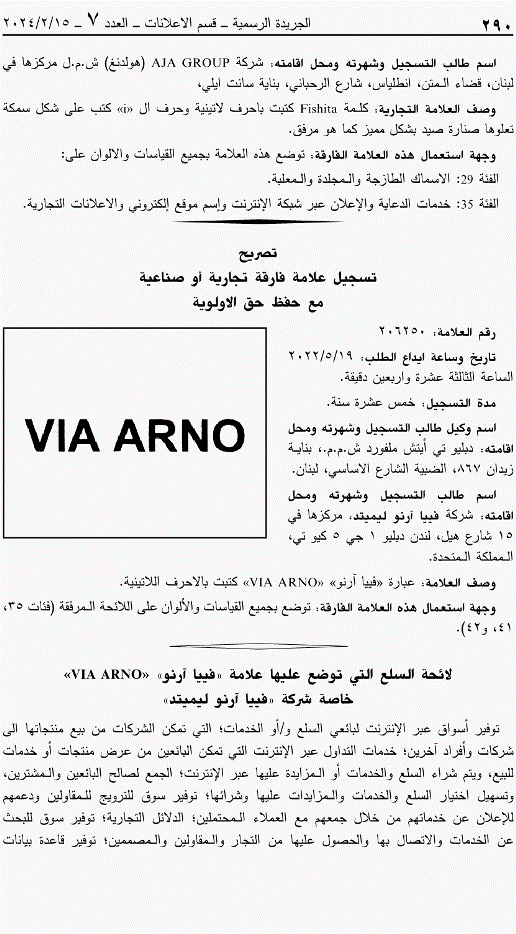 ٢٩٠ الجريدة الرسمية ــ قسم الاعلانات ــ العدد ٧ ــ ٢٠٢٤/٢/١٥
اسم طالب التسجيل وشهرته ومحل اقامته: شركة AJA GROUP (هولدنغ) ش.م.ل مركزها في
لبنان، قضاء المتن، انطلياس، شارع الرحباني، بناية سانت ايلي،
وصف العلامة التجارية: كلمة Fishita كتبت باحرف لاتينية وحرف ال «i» كتب على شكل سمكة
تعلوها صنارة صيد بشكل مميز كما هو مرفق.
وجهة استعمال هذه العلامة الفارقة: توضع هذه العلامة بجميع القياسات والالوان على:
الفئة 29: الاسماك الطازجة والمجلدة والمعلبة.
الفئة 35: خدمات الدعاية والإعلان عبر شبكة الإنترنت وإسم موقع إلكتروني والاعلانات التجارية.
تصريح
تسجيل علامة فارقة تجارية أو صناعية
مع حفظ حق الاولوية
رقم العلامة: ٢٠٦٢٥٠
تاريخ وساعة ايداع الطلب: ٢٠٢٢/٥/١٩
الساعة الثالثة عشرة واربعين دقيقة.
مدة التسجيل: خمس عشرة سنة.
اسم وكيل طالب التسجيل وشهرته ومحل
اقامته: دبليو تي أيتش ملفورد ش.م.م.، بناية
زيدان ٨٦٧، الضبية الشارع الاساسي، لبنان.
اسم طالب التسجيل وشهرته ومحل
اقامته: شركة فييا آرنو ليميتد، مركزها في
١٥ شارع هيل، لندن دبليو ١ جي ٥ كيو تي،
المملكة المتحدة.
VIA ARNO
وصف العلامة: عبارة «فييا آرنو» «VIA ARNO» كتبت بالاحرف اللاتينية.
وجهة استعمال هذه العلامة الفارقة: توضع بجميع القياسات والألوان على اللائحة المرفقة (فئات ٣٥،
٤١، و٤٢).
لائحة السلع التي توضع عليها علامة «فييا آرنو» «VIA ARNO»
خاصة شركة «فييا آرنو ليميتد»
توفير أسواق عبر الإنترنت لبائعي السلع و/أو الخدمات؛ التي تمكن الشركات من بيع منتجاتها الى
شركات وأفراد آخرين؛ خدمات التداول عبر الإنترنت التي تمكن البائعين من عرض منتجات أو خدمات
للبيع، ويتم شراء السلع والخدمات أو المزايدة عليها عبر الإنترنت؛ الجمع لصالح البائعين والمشترين،
وتسهيل اختيار السلع والخدمات والمزايدات عليها وشرائها؛ توفير سوق للترويج للمقاولين ودعمهم
للإعلان عن خدماتهم من خلال جمعهم مع العملاء المحتملين؛ الدلائل التجارية؛ توفير سوق للبحث
عن الخدمات والاتصال بها والحصول عليها من التجار والمقاولين والمصممين؛ توفير قاعدة بيانات